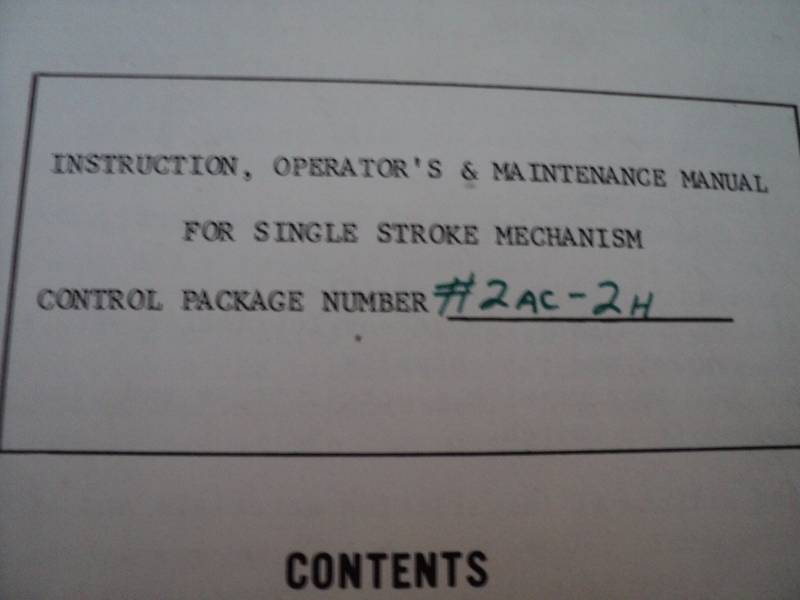 INSTRUCTION, OPERATOR'S & MAINTENANCE MANUAL
FOR SINGLE STROKE MECHANISM
CONTROL PACKAGE NUMBER #2AC-2H
CONTENTS